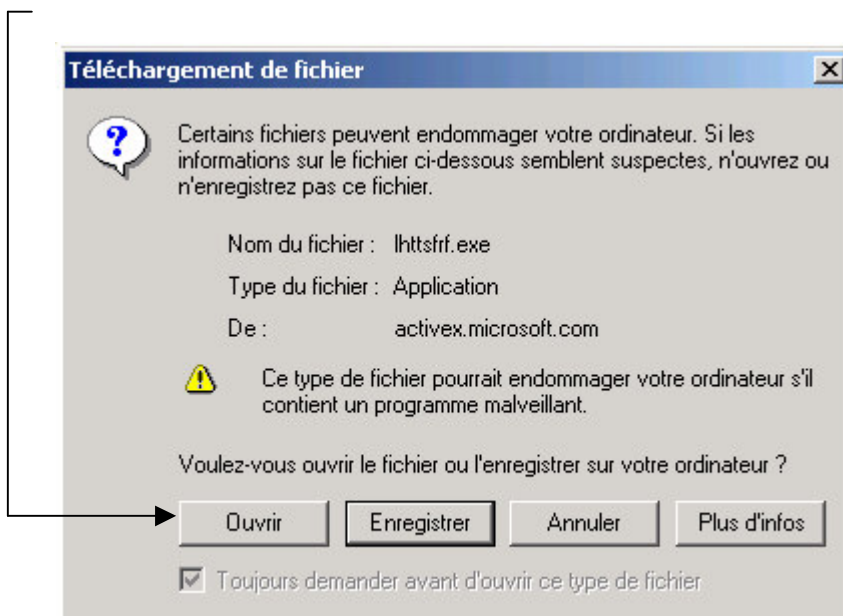 Téléchargement de fichier
Certains fichiers peuvent endommager votre ordinateur. Si les
informations sur le fichier ci-dessous semblent suspectes, n'ouvrez ou
n'enregistrez pas ce fichier.
Nom du fichier : lhttsfrf.exe
Type du fichier : Application
De : activex.microsoft.com
Ce type de fichier pourrait endommager votre ordinateur s'il
contient un programme malveillant.
Voulez-vous ouvrir le fichier ou l'enregistrer sur votre ordinateur ?
Ouvrir Enregistrer Annuler Plus d'infos
Toujours demander avant d'ouvrir ce type de fichier